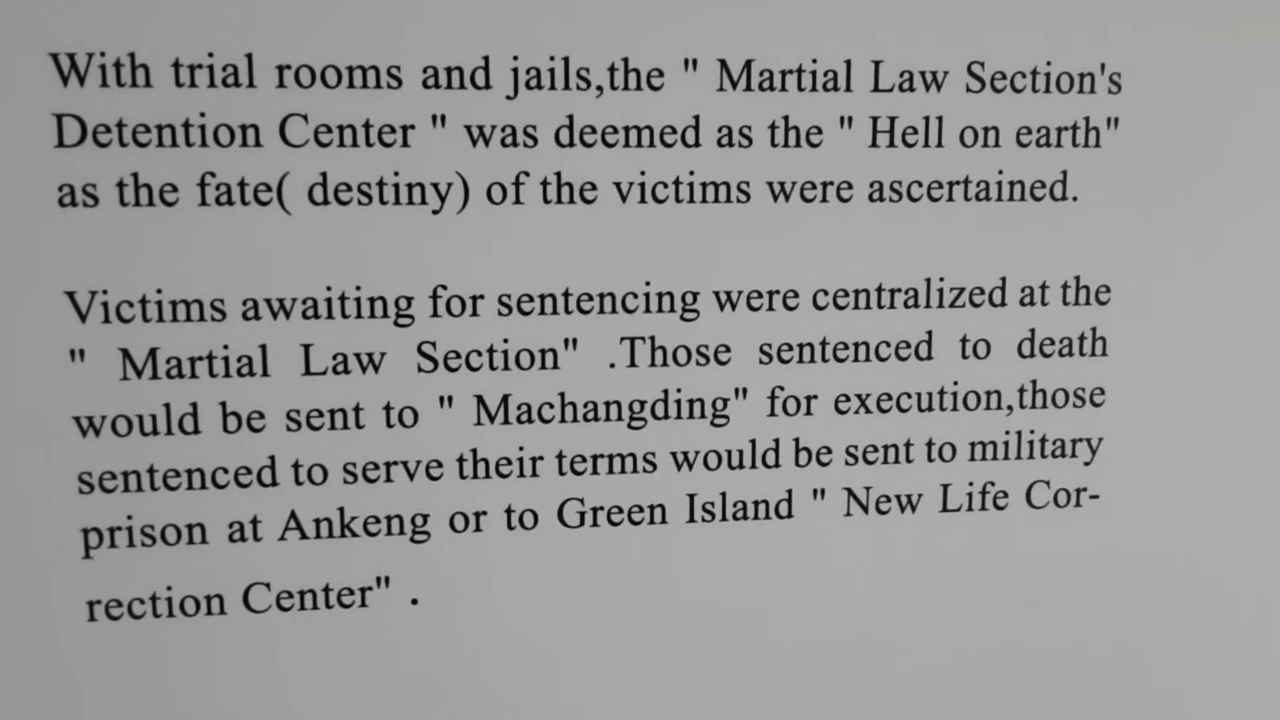 With trial rooms and jails,the " Martial Law Section's
Detention Center " was deemed as the " Hell on earth"
as the fate( destiny) of the victims were ascertained.
Victims awaiting for sentencing were centralized at the
" Martial Law Section" .Those sentenced to death
would be sent to " Machangding" for execution,those
sentenced to serve their terms would be sent to military
prison at Ankeng or to Green Island " New Life Cor-
rection Center" .